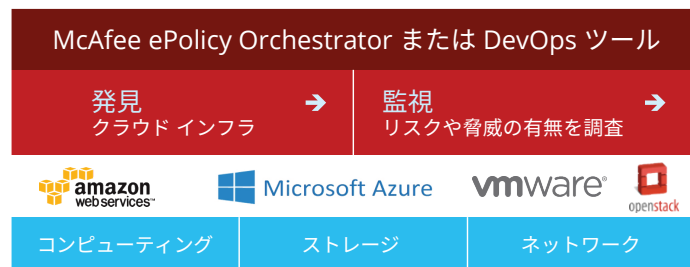 McAfee ePolicy Orchestrator または DevOps ツール
発見
クラウド インフラ
監視
リスクや脅威の有無を調査
amazon
webservices™
Microsoft Azure
vmware®
openstack
コンピューティング
ストレージ
ネットワーク